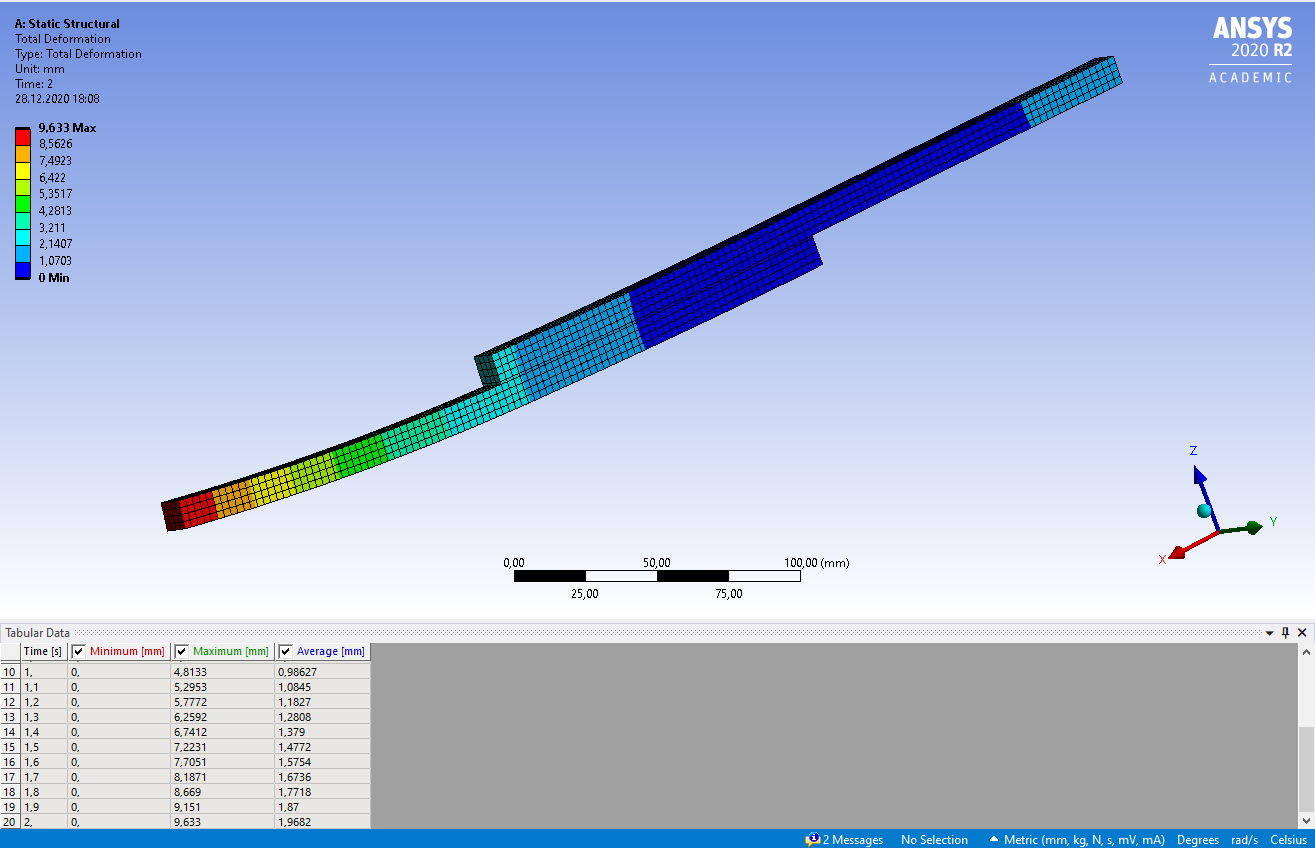 A: Static Structural
Total Deformation
Type: Total Deformation
Unit: mm
Time: 2
28.12.2020 18:08
9,633 Max
8,5626
7,4923
6,422
5,3517
4,2813
3,211
2,1407
1,0703
0 Min
ANSYS
2020 R2
ACADEMIC
Z
Y
X
0,00 50,00 100,00 (mm)
25,00 75,00
Tabular Data
Time [s] Minimum [mm] Maximum [mm] Average [mm]
10 1, 0, 4,8133 0,98627
11 1,1 0, 5,2953 1,0845
12 1,2 0, 5,7772 1,1827
13 1,3 0, 6,2592 1,2808
14 1,4 0, 6,7412 1,379
15 1,5 0, 7,2231 1,4772
16 1,6 0, 7,7051 1,5754
17 1,7 0, 8,1871 1,6736
18 1,8 0, 8,669 1,7718
19 1,9 0, 9,151 1,87
20 2, 0, 9,633 1,9682
2 Messages No Selection Metric (mm, kg, N, s, mV, mA) Degrees rad/s Celsius